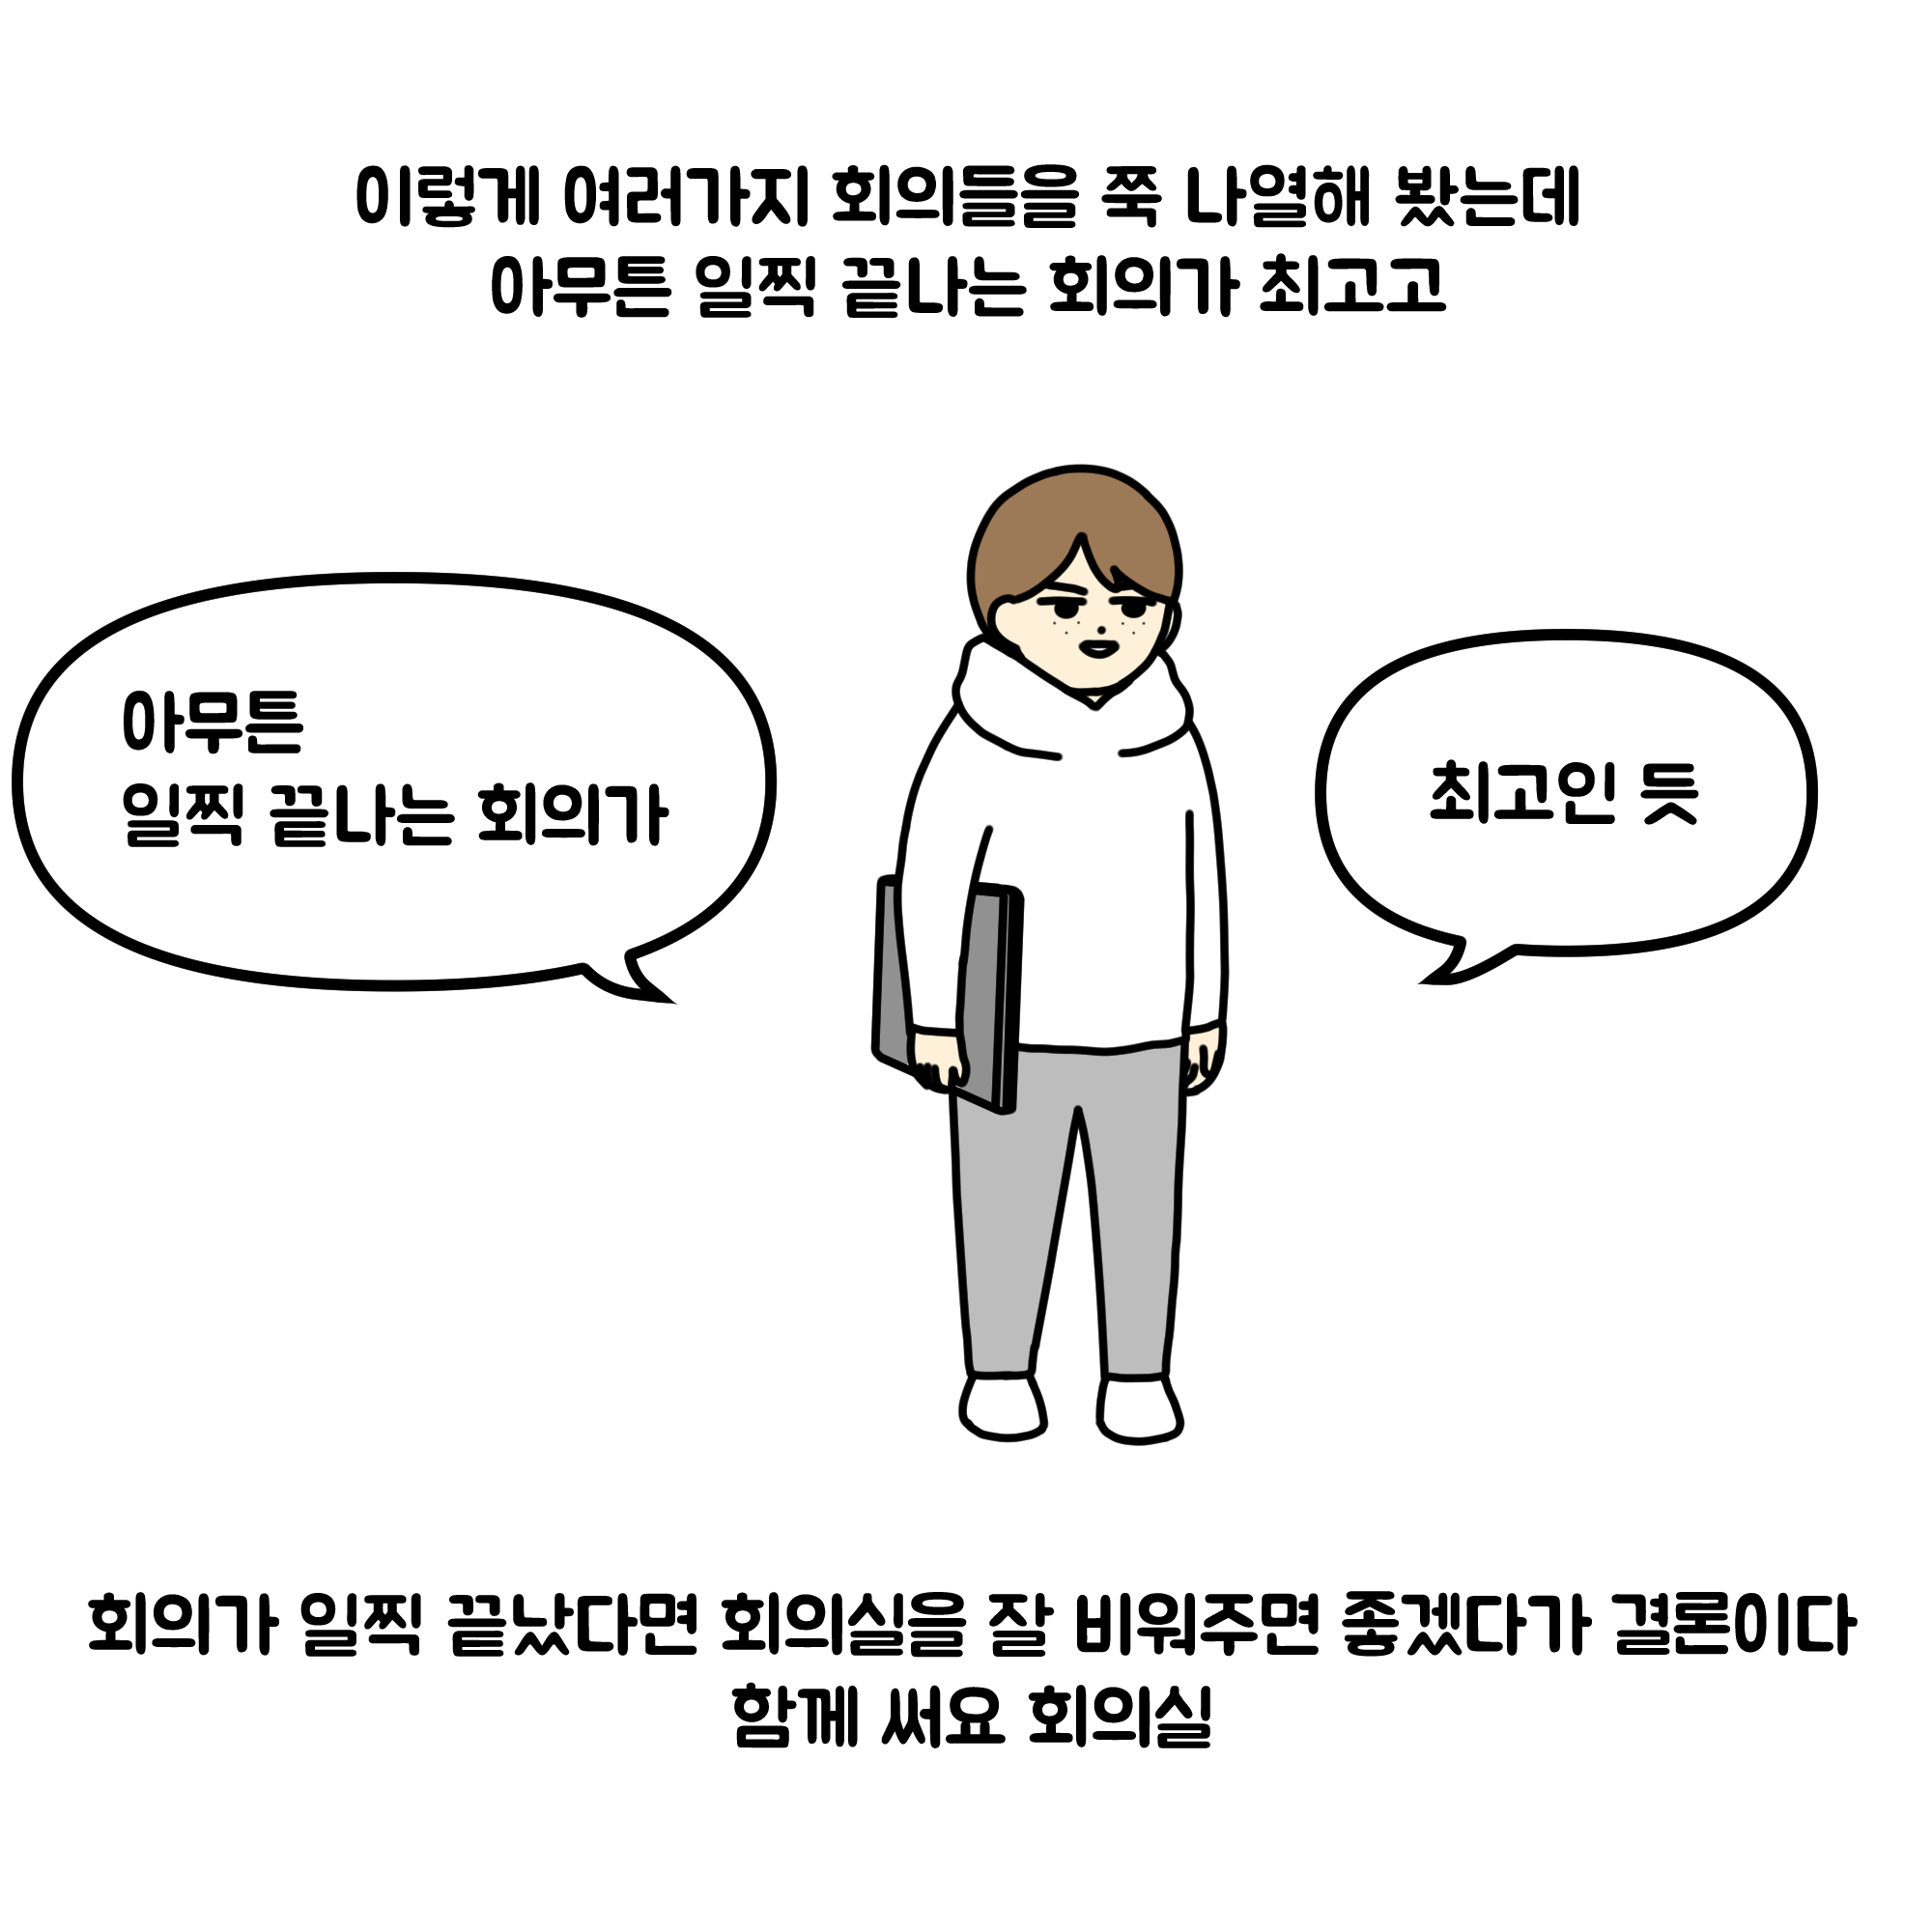 이렇게 여러가지 회의들을 쭉 나열해 봤는데
아무튼 일찍 끝나는 회의가 최고고
아무튼
일찍 끝나는 회의가
최고인 듯
회의가 일찍 끝났다면 회의실을 잘 비워주면 좋겠다가 결론이다
함께 써요 회의실